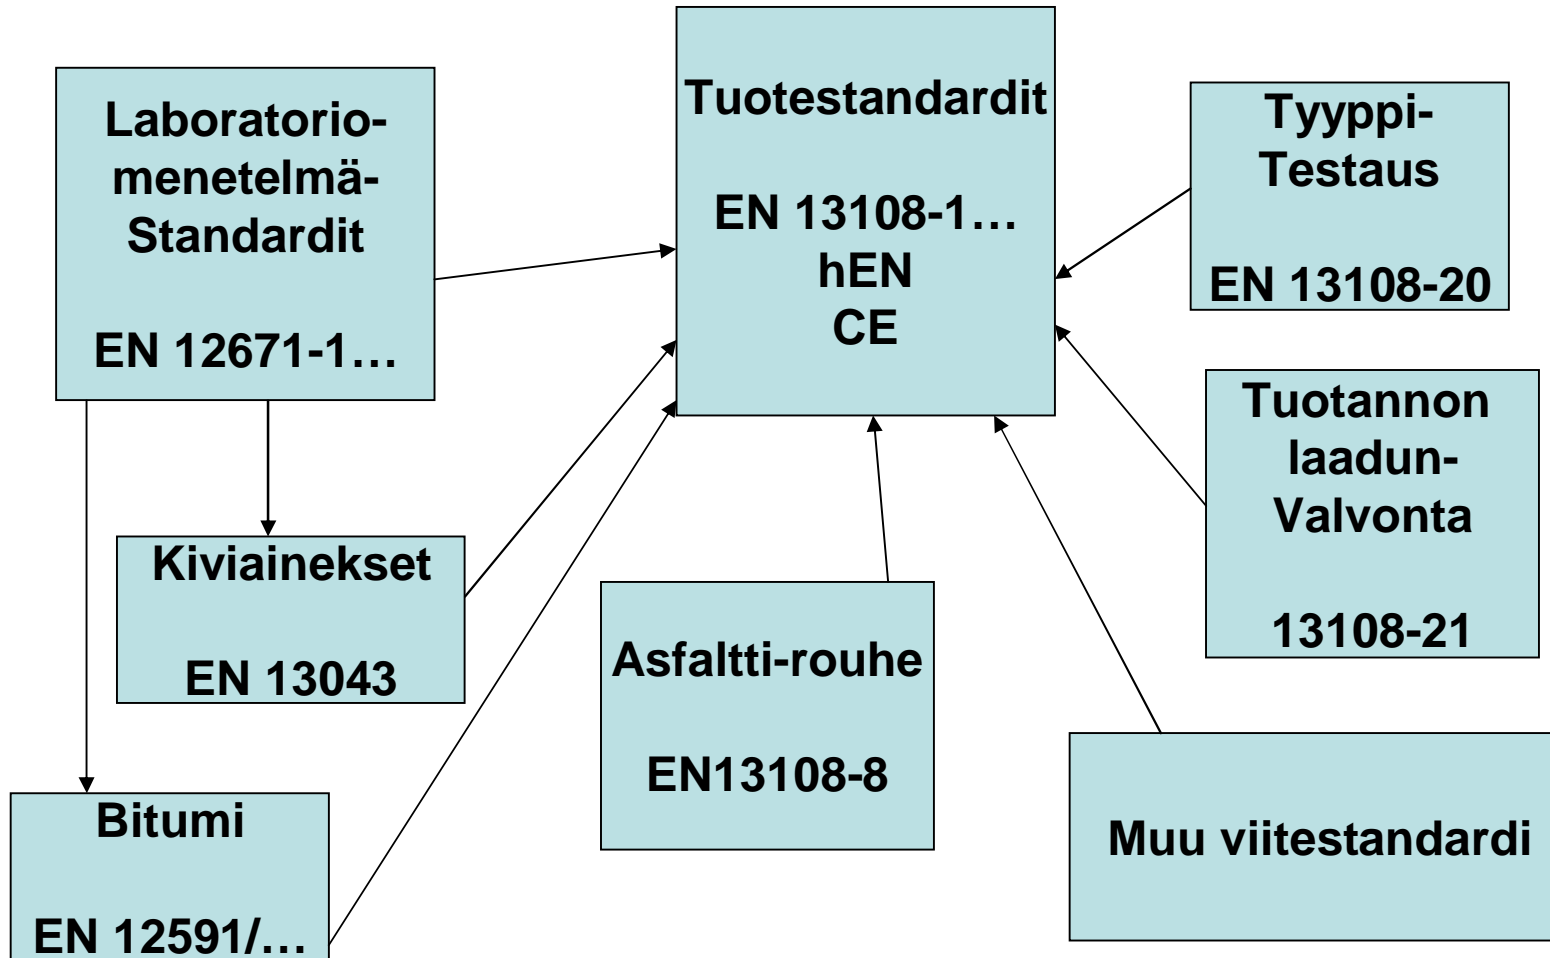 Laboratorio-
menetelmä-
Standardit
EN 12671-1…
Tuotestandardit
EN 13108-1…
hEN
CE
Tyyppi-
Testaus
EN 13108-20
Tuotannon
laadun-
Valvonta
13108-21
Kiviainekset
EN 13043
Asfaltti-rouhe
EN13108-8
Muu viitestandardi
Bitumi
EN 12591/…